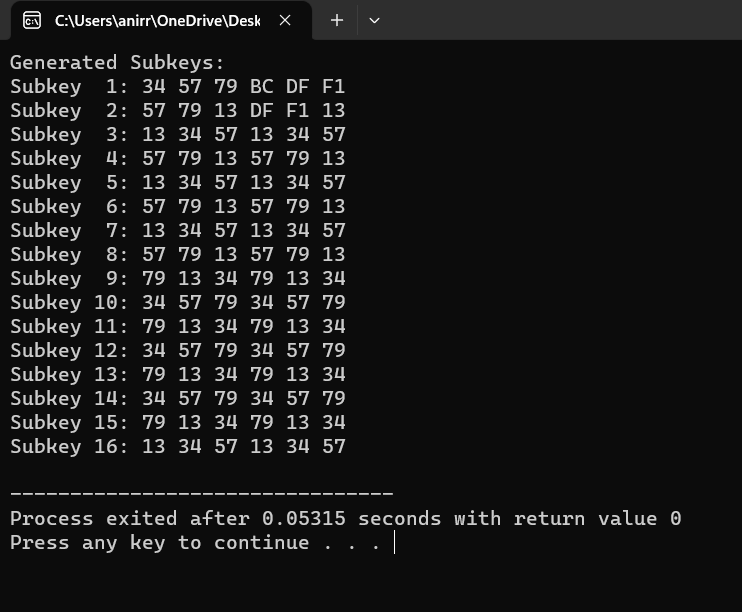 C:\Users\anirr\OneDrive\Desk
Generated Subkeys:
Subkey  1: 34 57 79 BC DF F1
Subkey  2: 57 79 13 DF F1 13
Subkey  3: 13 34 57 13 34 57
Subkey  4: 57 79 13 57 79 13
Subkey  5: 13 34 57 13 34 57
Subkey  6: 57 79 13 57 79 13
Subkey  7: 13 34 57 13 34 57
Subkey  8: 57 79 13 57 79 13
Subkey  9: 79 13 34 79 13 34
Subkey 10: 34 57 79 34 57 79
Subkey 11: 79 13 34 79 13 34
Subkey 12: 34 57 79 34 57 79
Subkey 13: 79 13 34 79 13 34
Subkey 14: 34 57 79 34 57 79
Subkey 15: 79 13 34 79 13 34
Subkey 16: 13 34 57 13 34 57
--------------------------------
Process exited after 0.05315 seconds with return value 0
Press any key to continue . . .